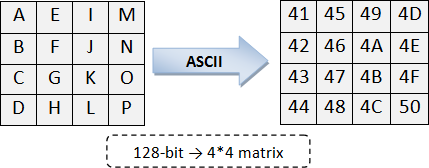 A E I M
B F J N
C G K O
D H L P
ASCII
41 45 49 4D
42 46 4A 4E
43 47 4B 4F
44 48 4C 50
128-bit → 4*4 matrix